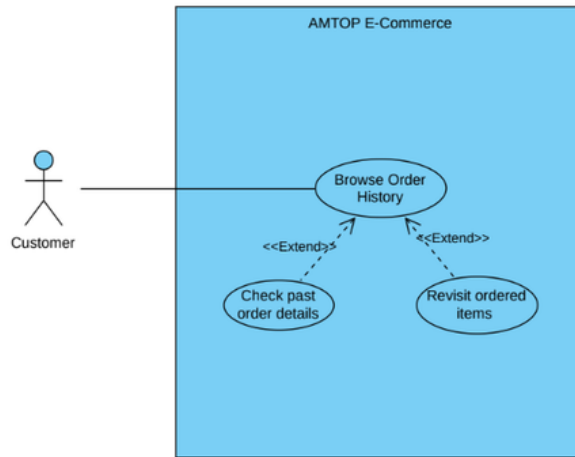 AMTOP E-Commerce
Browse Order
History
Customer
<<Extend>>
<<Extend>>
Check past
order details
Revisit ordered
items